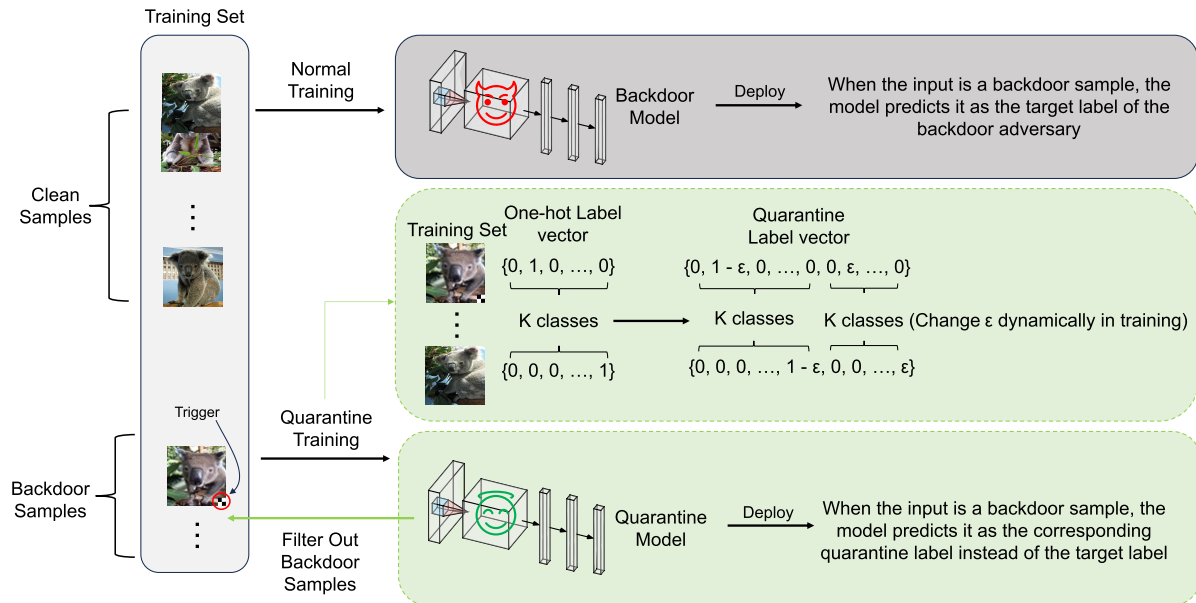 Training Set
Clean
Samples
Trigger
Backdoor
Samples
Normal
Training
Backdoor
Model
Deploy
When the input is a backdoor sample, the
model predicts it as the target label of the
backdoor adversary
Training Set
One-hot Label
vector
Quarantine
Label vector
{0, 1, 0, …, 0}
{0, 1 - ε, 0, …, 0, 0, ε, …, 0}
K classes
K classes
K classes (Change ε dynamically in training)
{0, 0, 0, …, 1}
{0, 0, 0, …, 1 - ε, 0, 0, …, ε}
Quarantine
Training
Filter Out
Backdoor
Samples
Quarantine
Model
Deploy
When the input is a backdoor sample, the
model predicts it as the corresponding
quarantine label instead of the target label